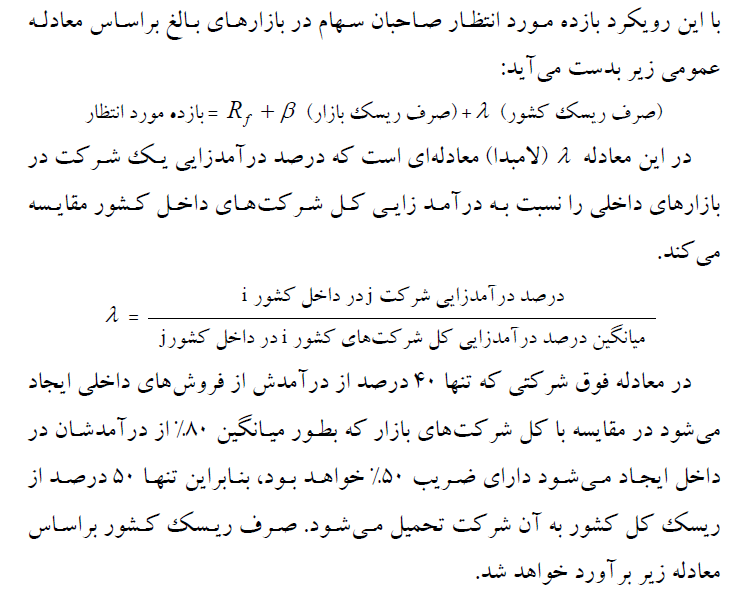 با این رویکرد بازده مورد انتظار صاحبان سهام در بازارهای بالغ براساس معادله
عمومی زیر بدست می‌آید:
(صرف ریسک کشور) λ + (صرف ریسک بازار) R_f + β = بازده مورد انتظار
در این معادله λ (لامبدا) معادله‌ای است که درصد درآمدزایی یک شرکت در
بازارهای داخلی را نسبت به درآمد زایی کل شرکت‌های داخل کشور مقایسه
می‌کند.
درصد درآمدزایی شرکت j در داخل کشور i
λ =
میانگین درصد درآمدزایی کل شرکت‌های کشور i در داخل کشور j
در معادله فوق شرکتی که تنها ۴۰ درصد از درآمدش از فروش‌های داخلی ایجاد
می‌شود در مقایسه با کل شرکت‌های بازار که بطور میانگین ۸۰٪ از درآمدشان در
داخل ایجاد می‌شود دارای ضریب ۵۰٪ خواهد بود، بنابراین تنها ۵۰ درصد از
ریسک کل کشور به آن شرکت تحمیل می‌شود. صرف ریسک کشور براساس
معادله زیر برآورد خواهد شد.